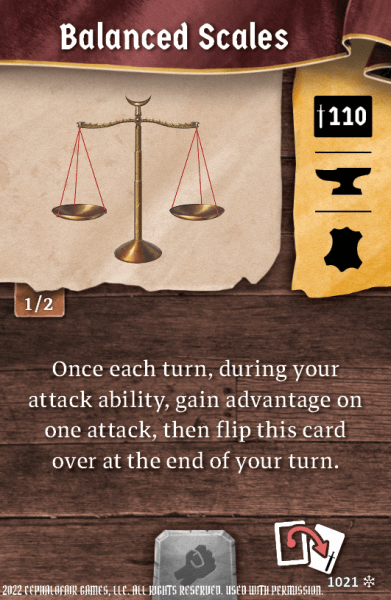 Balanced Scales
110
1/2
Once each turn, during your
attack ability, gain advantage on
one attack, then flip this card
over at the end of your turn.
1021
2022 CEPHALOFAIR GAMES, LLC. ALL RIGHTS RESERVED. USED WITH PERMISSION.